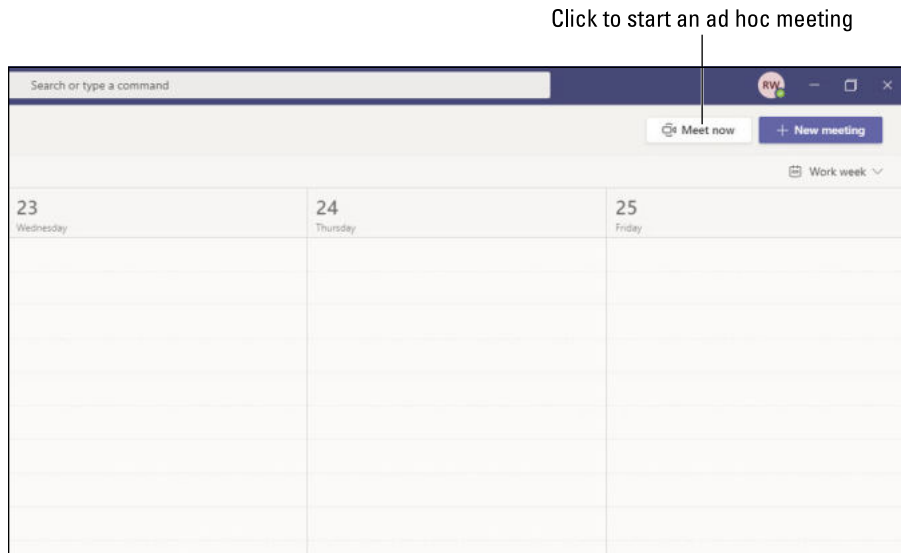 Click to start an ad hoc meeting
Search or type a command
RW
Meet now
+ New meeting
Work week
23
Wednesday
24
Thursday
25
Friday